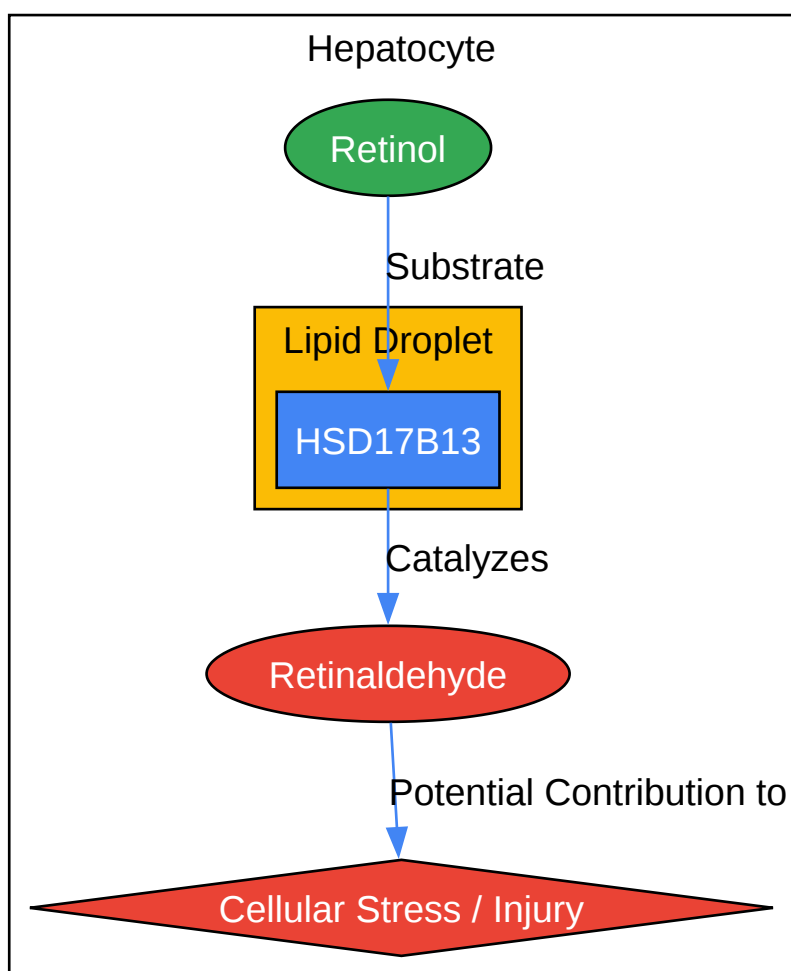 Hepatocyte
Retinol
Substrate
Lipid Droplet
HSD17B13
Catalyzes
Retinaldehyde
Potential Contribution to
Cellular Stress / Injury